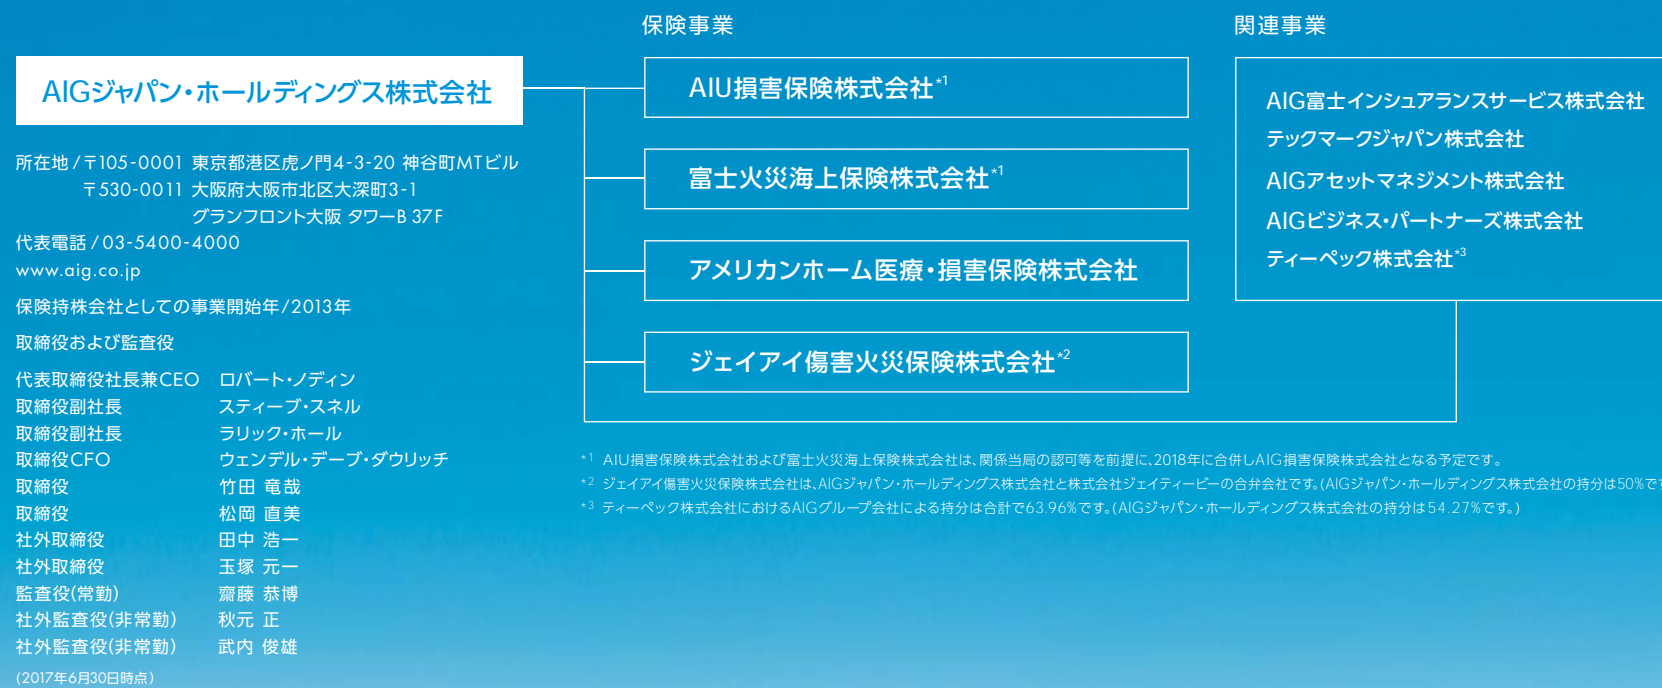 AIGジャパン・ホールディングス株式会社
所在地/〒105-0001 東京都港区虎ノ門4-3-20 神谷町MTビル
〒530-0011 大阪府大阪市北区大深町3-1
グランフロント大阪 タワーB 37F
代表電話/03-5400-4000
www.aig.co.jp
保険持株会社としての事業開始年/2013年
取締役および監査役
代表取締役社長兼CEO ロバート・ノディン
取締役副社長 スティーブ・スネル
取締役副社長 ラリック・ホール
取締役CFO ウェンデル・デーブ・ダウリッチ
取締役 竹田 竜哉
取締役 松岡 直美
社外取締役 田中 浩一
社外取締役 玉塚 元一
監査役(常勤) 齋藤 恭博
社外監査役(非常勤) 秋元 正
社外監査役(非常勤) 武内 俊雄
(2017年6月30日時点)
保険事業
AIU損害保険株式会社*1
富士火災海上保険株式会社*1
アメリカンホーム医療・損害保険株式会社
ジェイアイ傷害火災保険株式会社*2
関連事業
AIG富士インシュアランスサービス株式会社
テックマークジャパン株式会社
AIGアセットマネジメント株式会社
AIGビジネス・パートナーズ株式会社
ティーペック株式会社*3
*1 AIU損害保険株式会社および富士火災海上保険株式会社は、関係当局の認可等を前提に、2018年に合併しAIG損害保険株式会社となる予定です。
*2 ジェイアイ傷害火災保険株式会社は、AIGジャパン・ホールディングス株式会社と株式会社ジェイティービーの合弁会社です。(AIGジャパン・ホールディングス株式会社の持分は50%です
*3 ティーペック株式会社におけるAIGグループ会社による持分は合計で63.96%です。(AIGジャパン・ホールディングス株式会社の持分は54.27%です。)